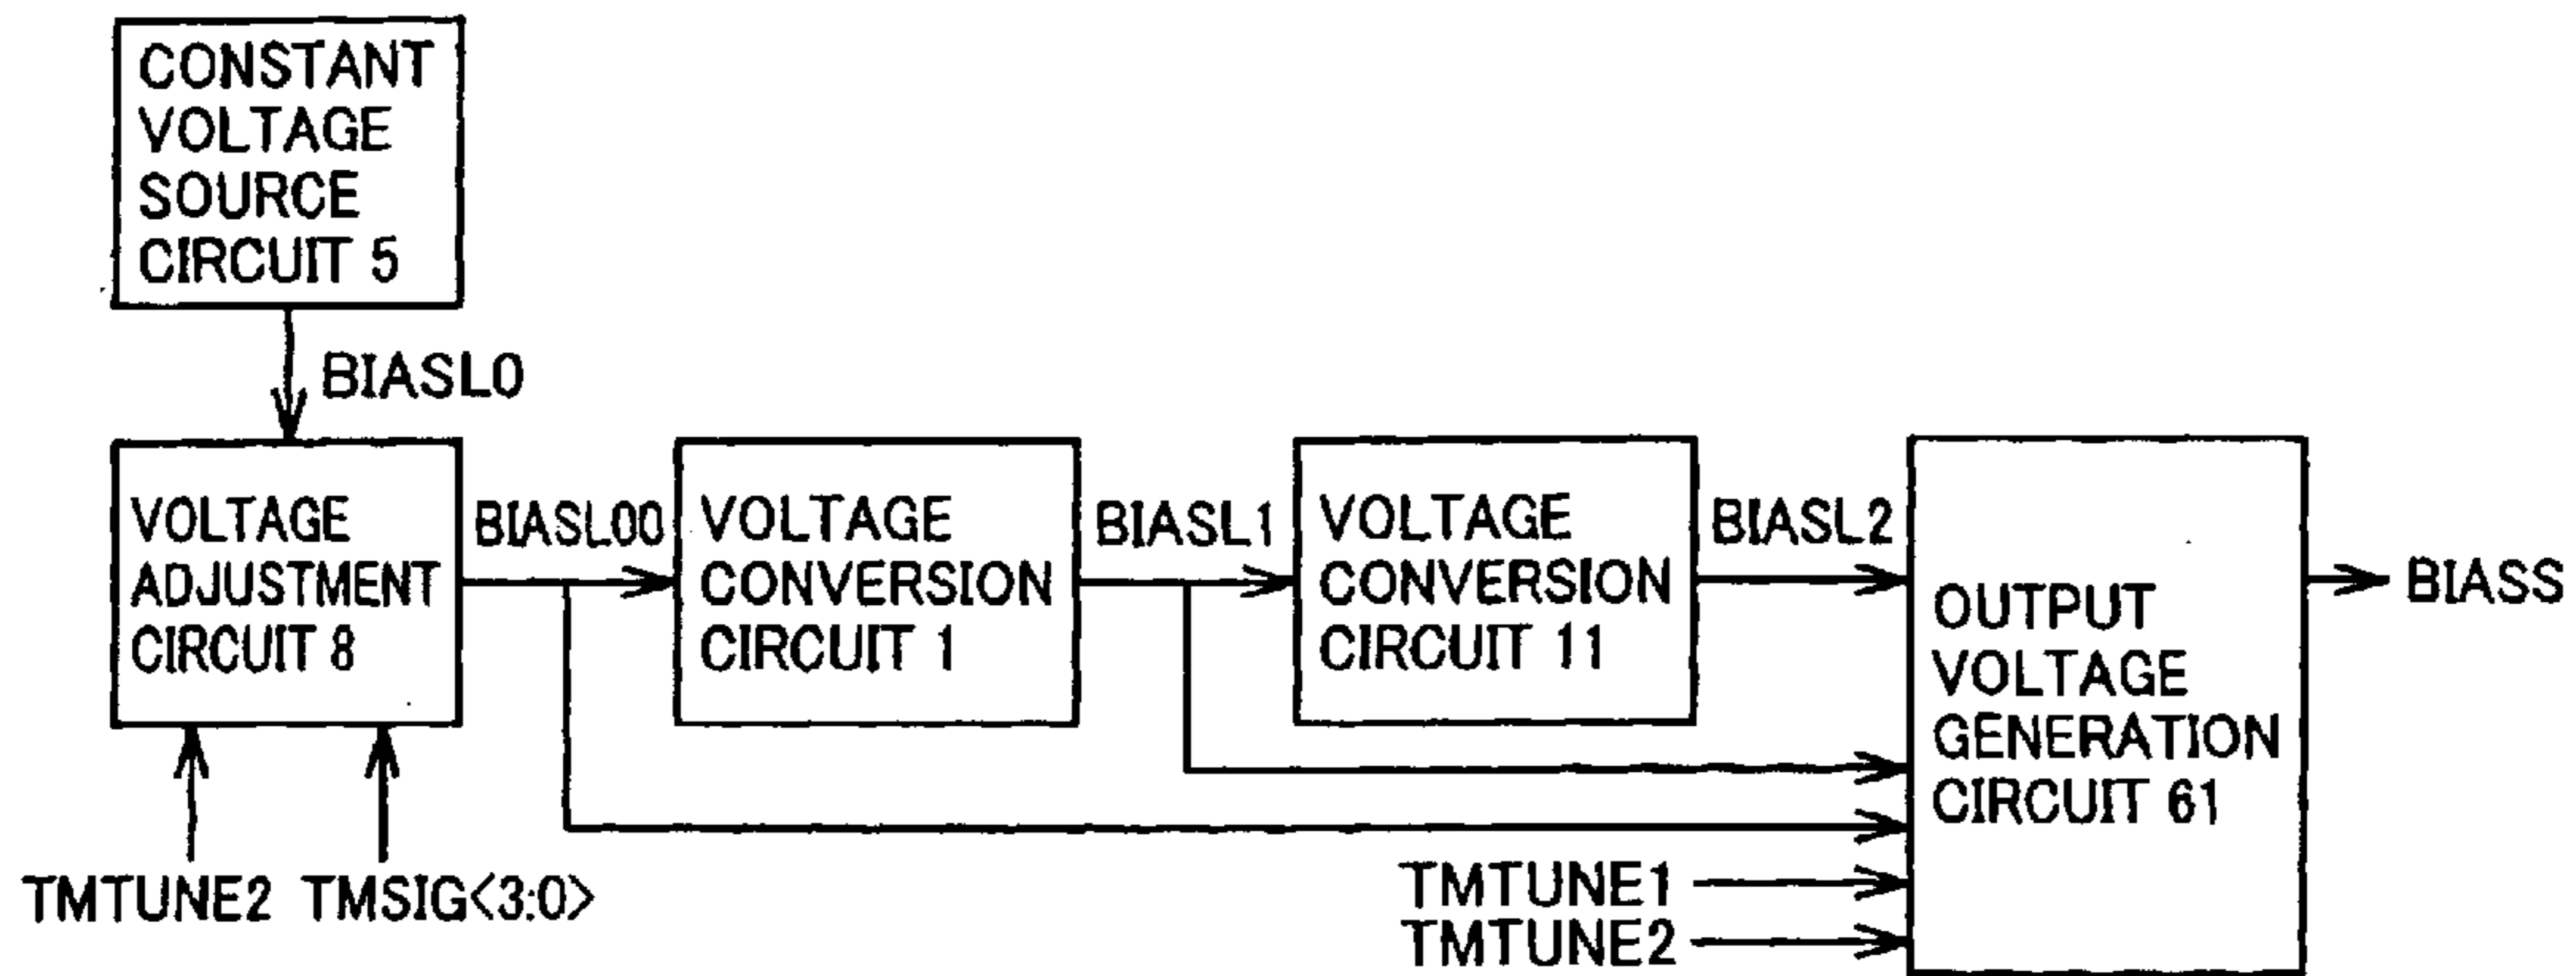 CONSTANT
VOLTAGE
SOURCE
CIRCUIT 5
BIASL0
VOLTAGE
ADJUSTMENT
CIRCUIT 8
BIASL00
VOLTAGE
CONVERSION
CIRCUIT 1
BIASL1
VOLTAGE
CONVERSION
CIRCUIT 11
BIASL2
OUTPUT
VOLTAGE
GENERATION
CIRCUIT 61
BIASS
TMTUNE2 TMSIG<3:0>
TMTUNE1
TMTUNE2